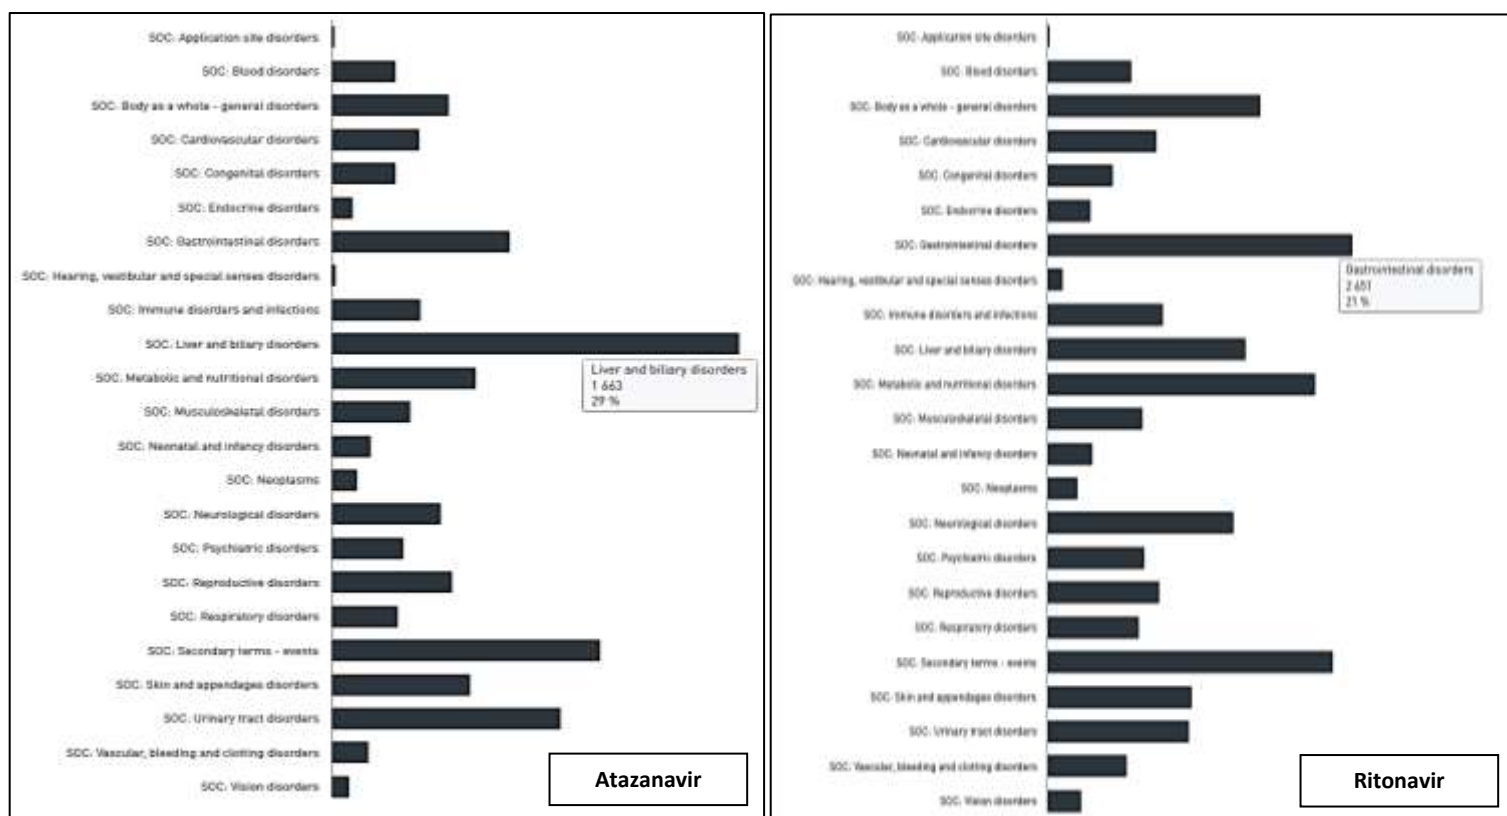 SOC: Application site disorders
SOC: Blood disorders
SOC: Body as a whole - general disorders
SOC: Cardiovascular disorders
SOC: Congenital disorders
SOC: Endocrine disorders
SOC: Gastrointestinal disorders
SOC: Hearing, vestibular and special senses disorders
SOC: Immune disorders and infections
SOC: Liver and biliary disorders
Liver and biliary disorders
1 663
29 %
SOC: Metabolic and nutritional disorders
SOC: Musculoskeletal disorders
SOC: Neonatal and infancy disorders
SOC: Neoplasms
SOC: Neurological disorders
SOC: Psychiatric disorders
SOC: Reproductive disorders
SOC: Respiratory disorders
SOC: Secondary terms - events
SOC: Skin and appendages disorders
SOC: Urinary tract disorders
SOC: Vascular, bleeding and clotting disorders
SOC: Vision disorders
Atazanavir
SOC: Application site disorders
SOC: Blood disorders
SOC: Body as a whole - general disorders
SOC: Cardiovascular disorders
SOC: Congenital disorders
SOC: Endocrine disorders
SOC: Gastrointestinal disorders
Gastrointestinal disorders
2 651
21 %
SOC: Hearing, vestibular and special senses disorders
SOC: Immune disorders and infections
SOC: Liver and biliary disorders
SOC: Metabolic and nutritional disorders
SOC: Musculoskeletal disorders
SOC: Neonatal and infancy disorders
SOC: Neoplasms
SOC: Neurological disorders
SOC: Psychiatric disorders
SOC: Reproductive disorders
SOC: Respiratory disorders
SOC: Secondary terms - events
SOC: Skin and appendages disorders
SOC: Urinary tract disorders
SOC: Vascular, bleeding and clotting disorders
SOC: Vision disorders
Ritonavir